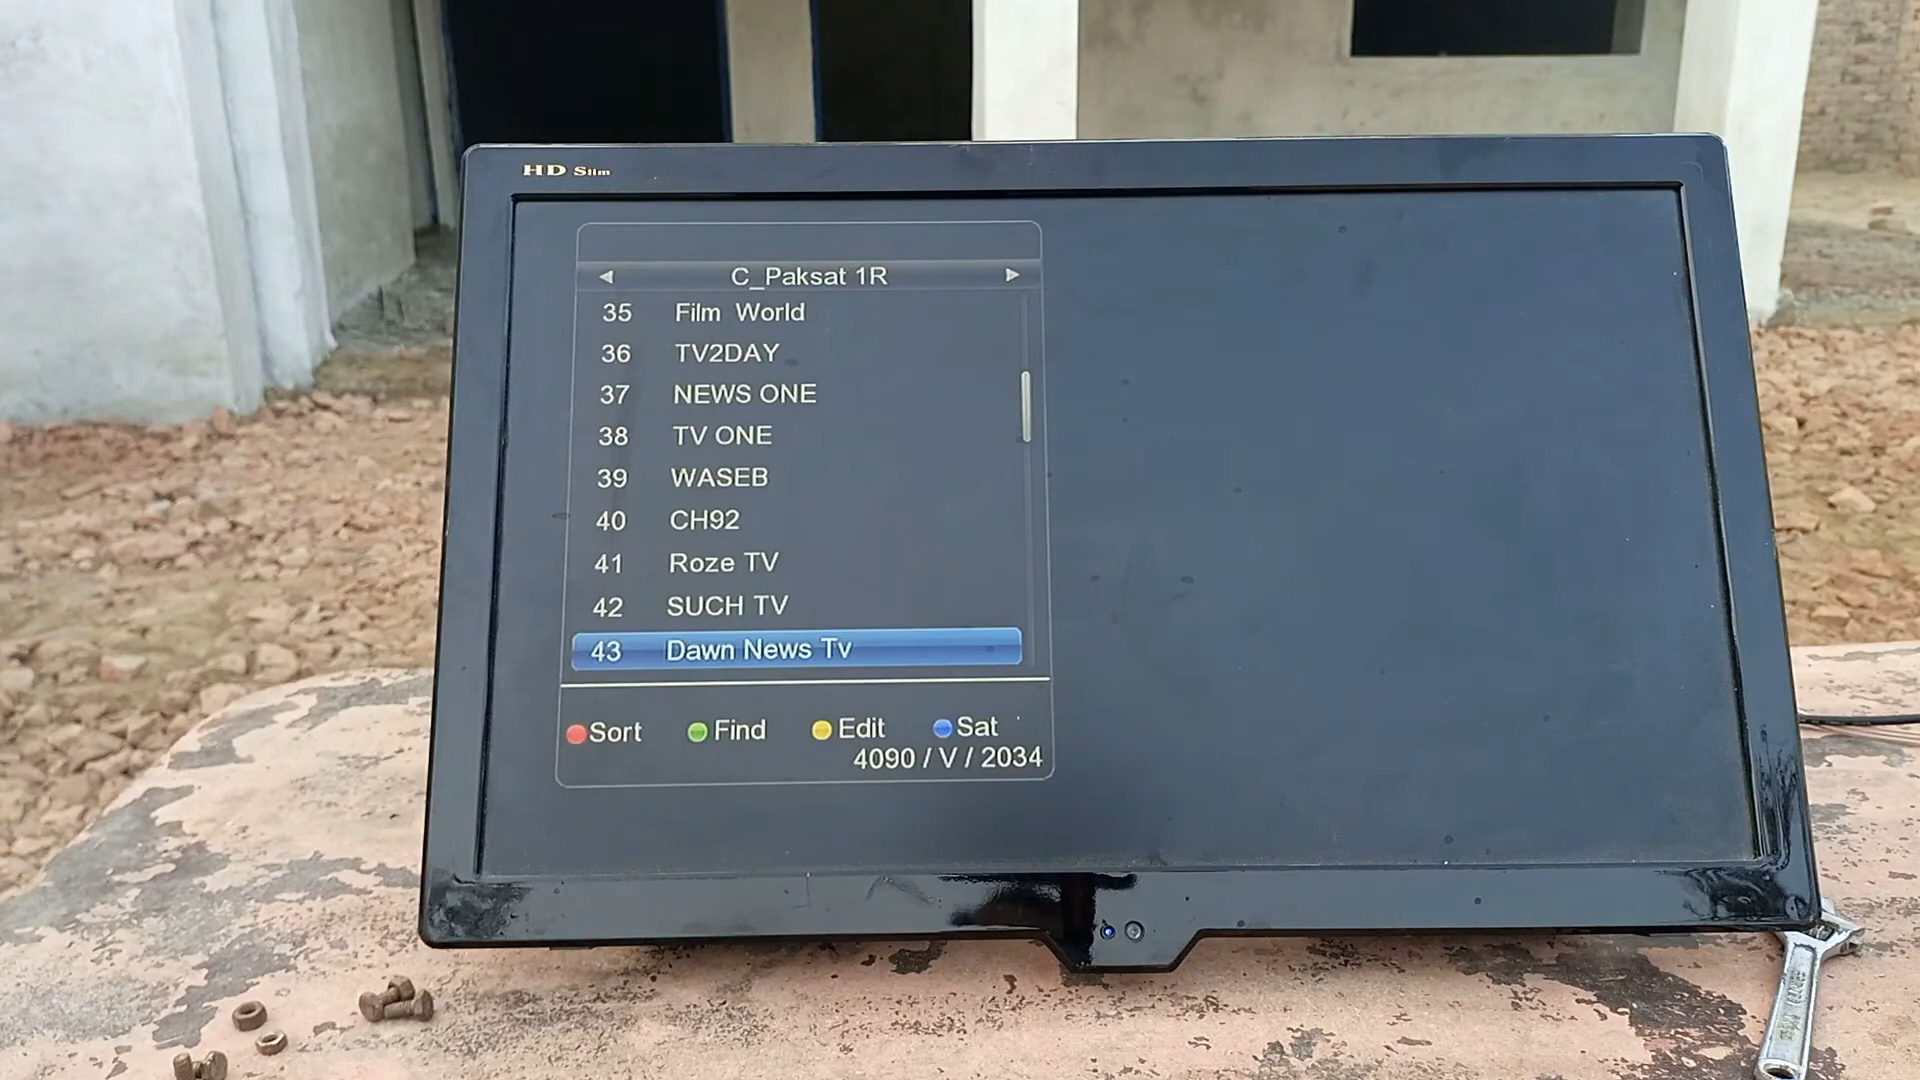 HD Slim
C_Paksat 1R
35 Film World
36 TV2DAY
37 NEWS ONE
38 TV ONE
39 WASEB
40 CH92
41 Roze TV
42 SUCH TV
43 Dawn News Tv
Sort Find Edit Sat
4090 / V / 2034